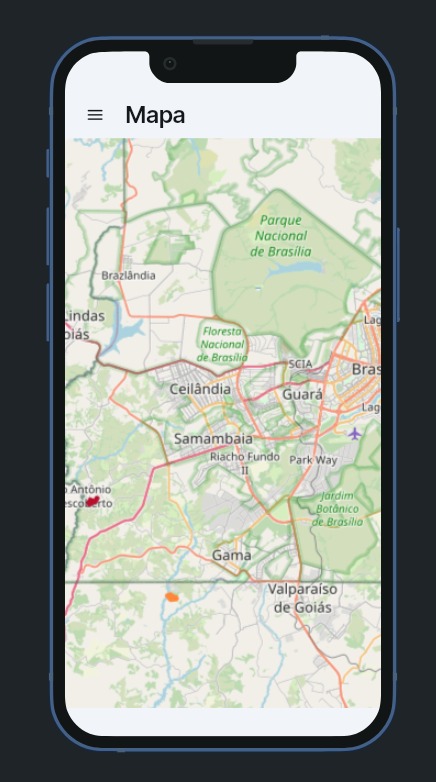 Mapa
Parque
Nacional
de Brasília
Brazlândia
Lindas
oiás
Floresta
Nacional
de Brasília
Lag
SCIA
Bras
Ceilândia
Guará
Lag
Samambaia
Riacho Fundo
II
Park Way
o Antônio
escoberto
Jardim
Botânico
de Brasília
Gama
Valparaíso
de Goiás